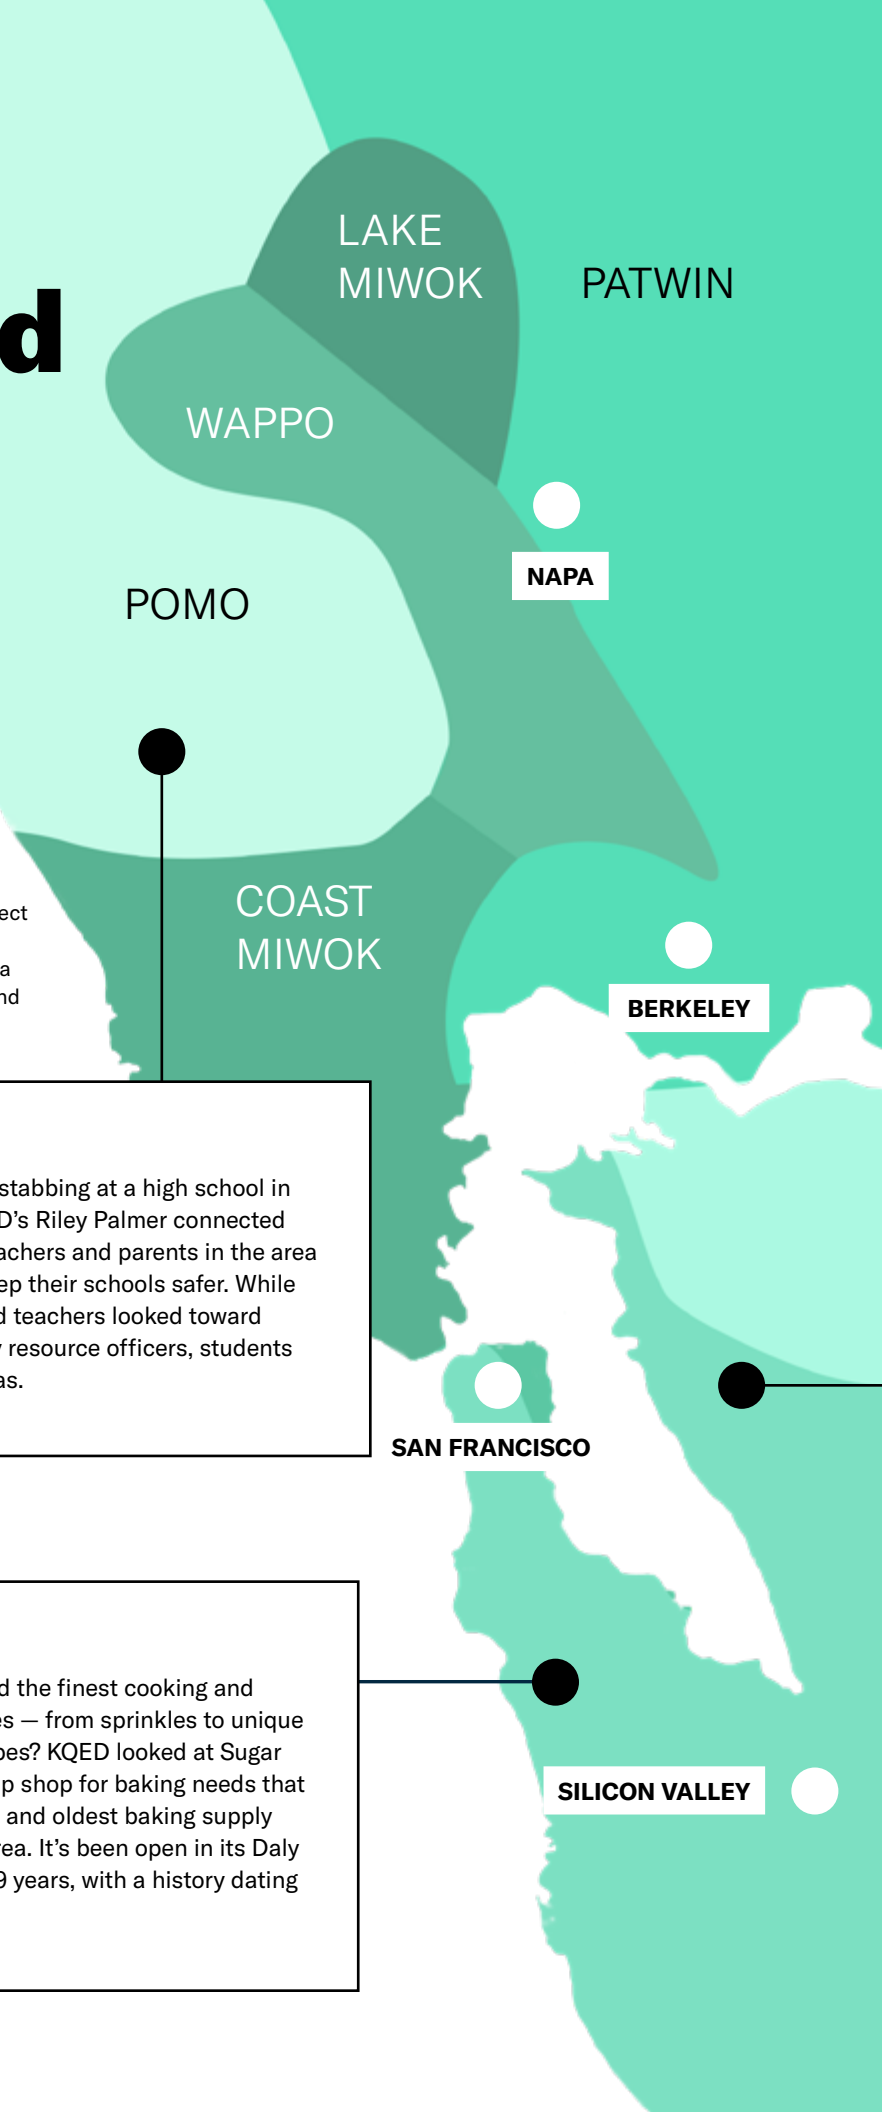 LAKE
MIWOK
PATWIN
d
WAPPO
NAPA
POMO
COAST
MIWOK
ect
a
nd
BERKELEY
stabbing at a high school in
D’s Riley Palmer connected
achers and parents in the area
ep their schools safer. While
d teachers looked toward
y resource officers, students
as.
SAN FRANCISCO
d the finest cooking and
es — from sprinkles to unique
pes? KQED looked at Sugar
p shop for baking needs that
and oldest baking supply
rea. It’s been open in its Daly
9 years, with a history dating
SILICON VALLEY